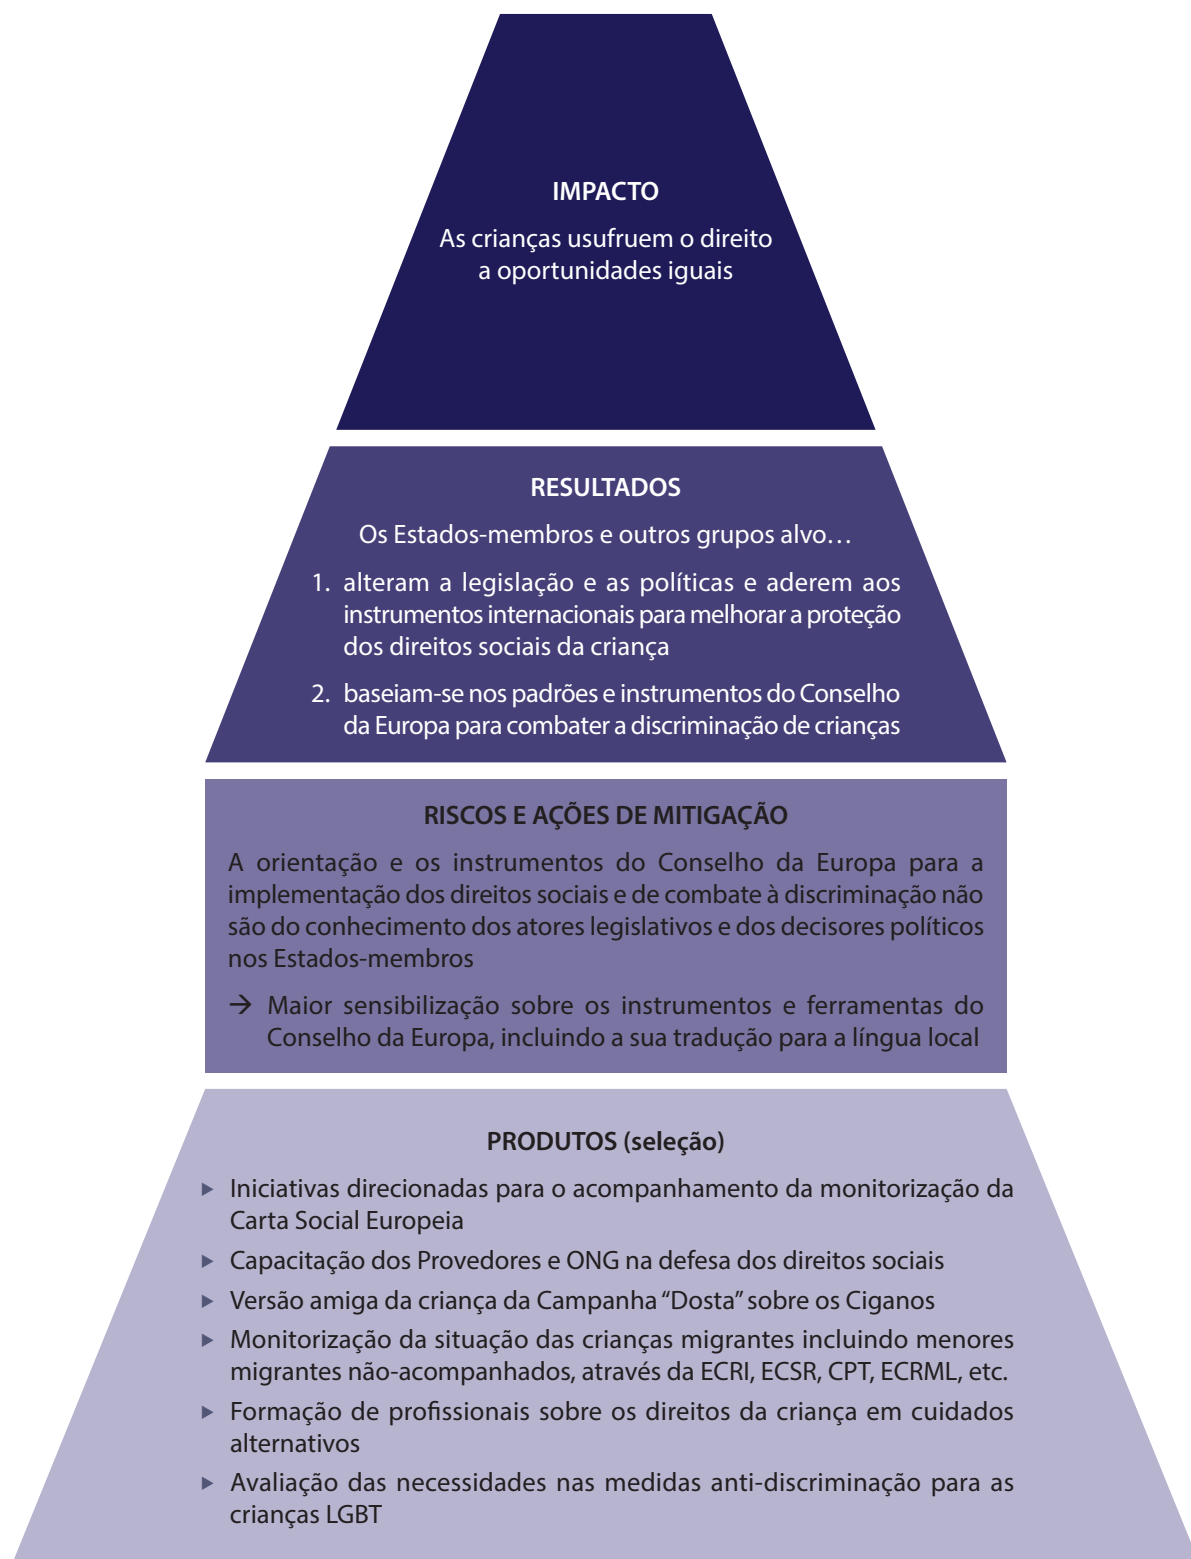 IMPACTO
As crianças usufruem o direito
a oportunidades iguais
RESULTADOS
Os Estados-membros e outros grupos alvo…
1. alteram a legislação e as políticas e aderem aos
instrumentos internacionais para melhorar a proteção
dos direitos sociais da criança
2. baseiam-se nos padrões e instrumentos do Conselho
da Europa para combater a discriminação de crianças
RISCOS E AÇÕES DE MITIGAÇÃO
A orientação e os instrumentos do Conselho da Europa para a
implementação dos direitos sociais e de combate à discriminação não
são do conhecimento dos atores legislativos e dos decisores políticos
nos Estados-membros
→ Maior sensibilização sobre os instrumentos e ferramentas do
Conselho da Europa, incluindo a sua tradução para a língua local
PRODUTOS (seleção)
▶ Iniciativas direcionadas para o acompanhamento da monitorização da
Carta Social Europeia
▶ Capacitação dos Provedores e ONG na defesa dos direitos sociais
▶ Versão amiga da criança da Campanha “Dosta” sobre os Ciganos
▶ Monitorização da situação das crianças migrantes incluindo menores
migrantes não-acompanhados, através da ECRI, ECSR, CPT, ECRML, etc.
▶ Formação de profissionais sobre os direitos da criança em cuidados
alternativos
▶ Avaliação das necessidades nas medidas anti-discriminação para as
crianças LGBT